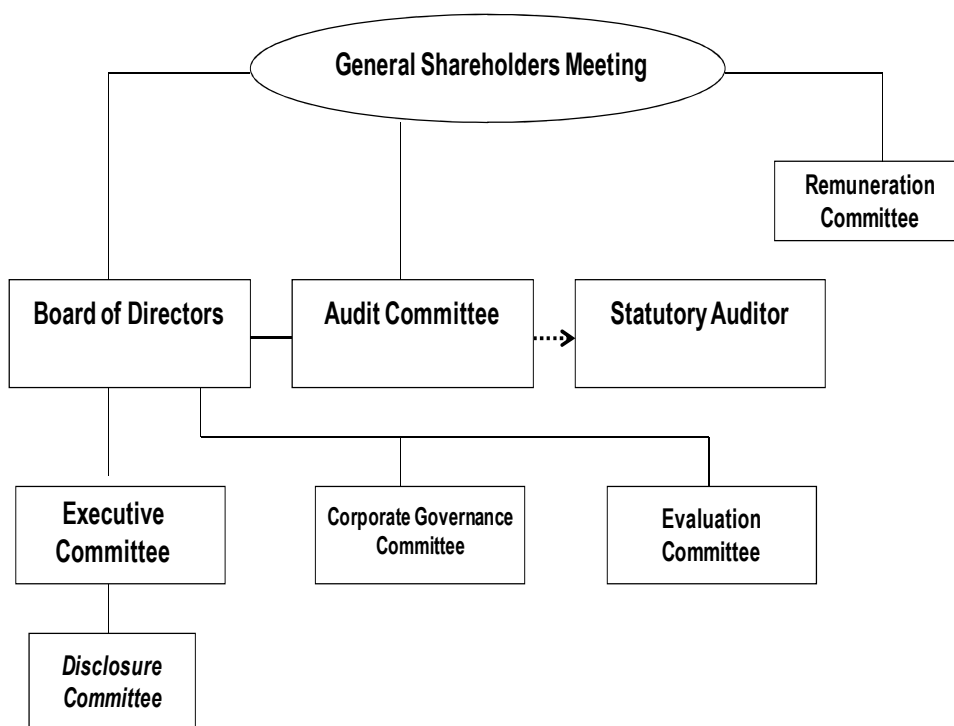 General Shareholders Meeting
Remuneration
Committee
Board of Directors
Audit Committee
Statutory Auditor
Executive
Committee
Corporate Governance
Committee
Evaluation
Committee
Disclosure
Committee